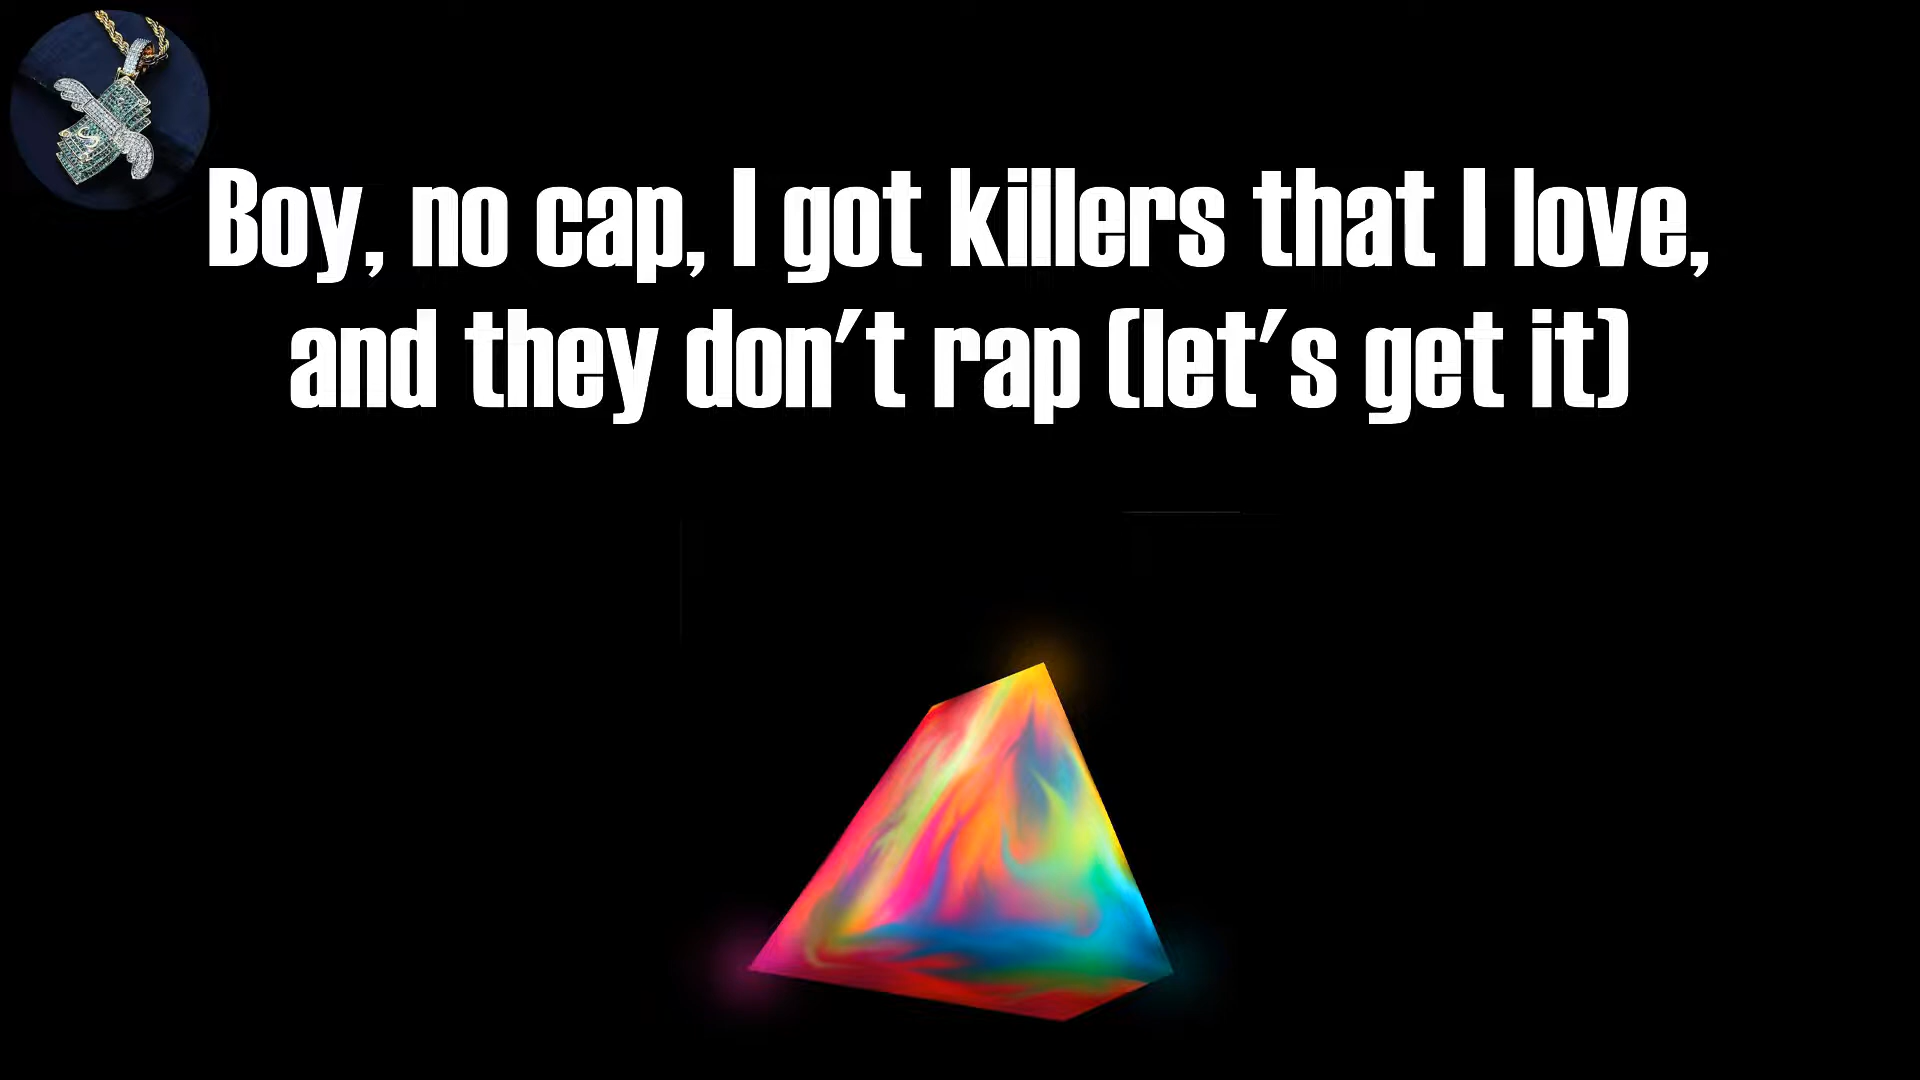 Boy, no cap, I got killers that I love,
and they don't rap (let's get it)